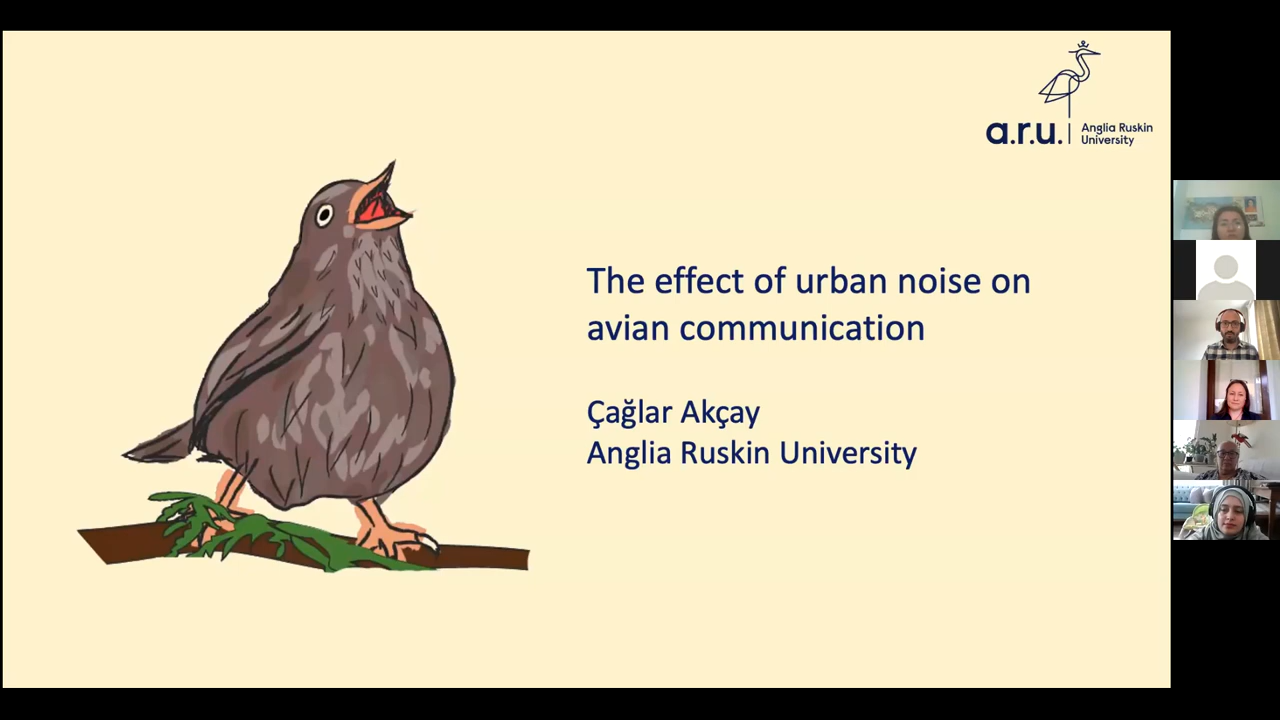 a.r.u. Anglia Ruskin
University
The effect of urban noise on
avian communication
Çağlar Akçay
Anglia Ruskin University